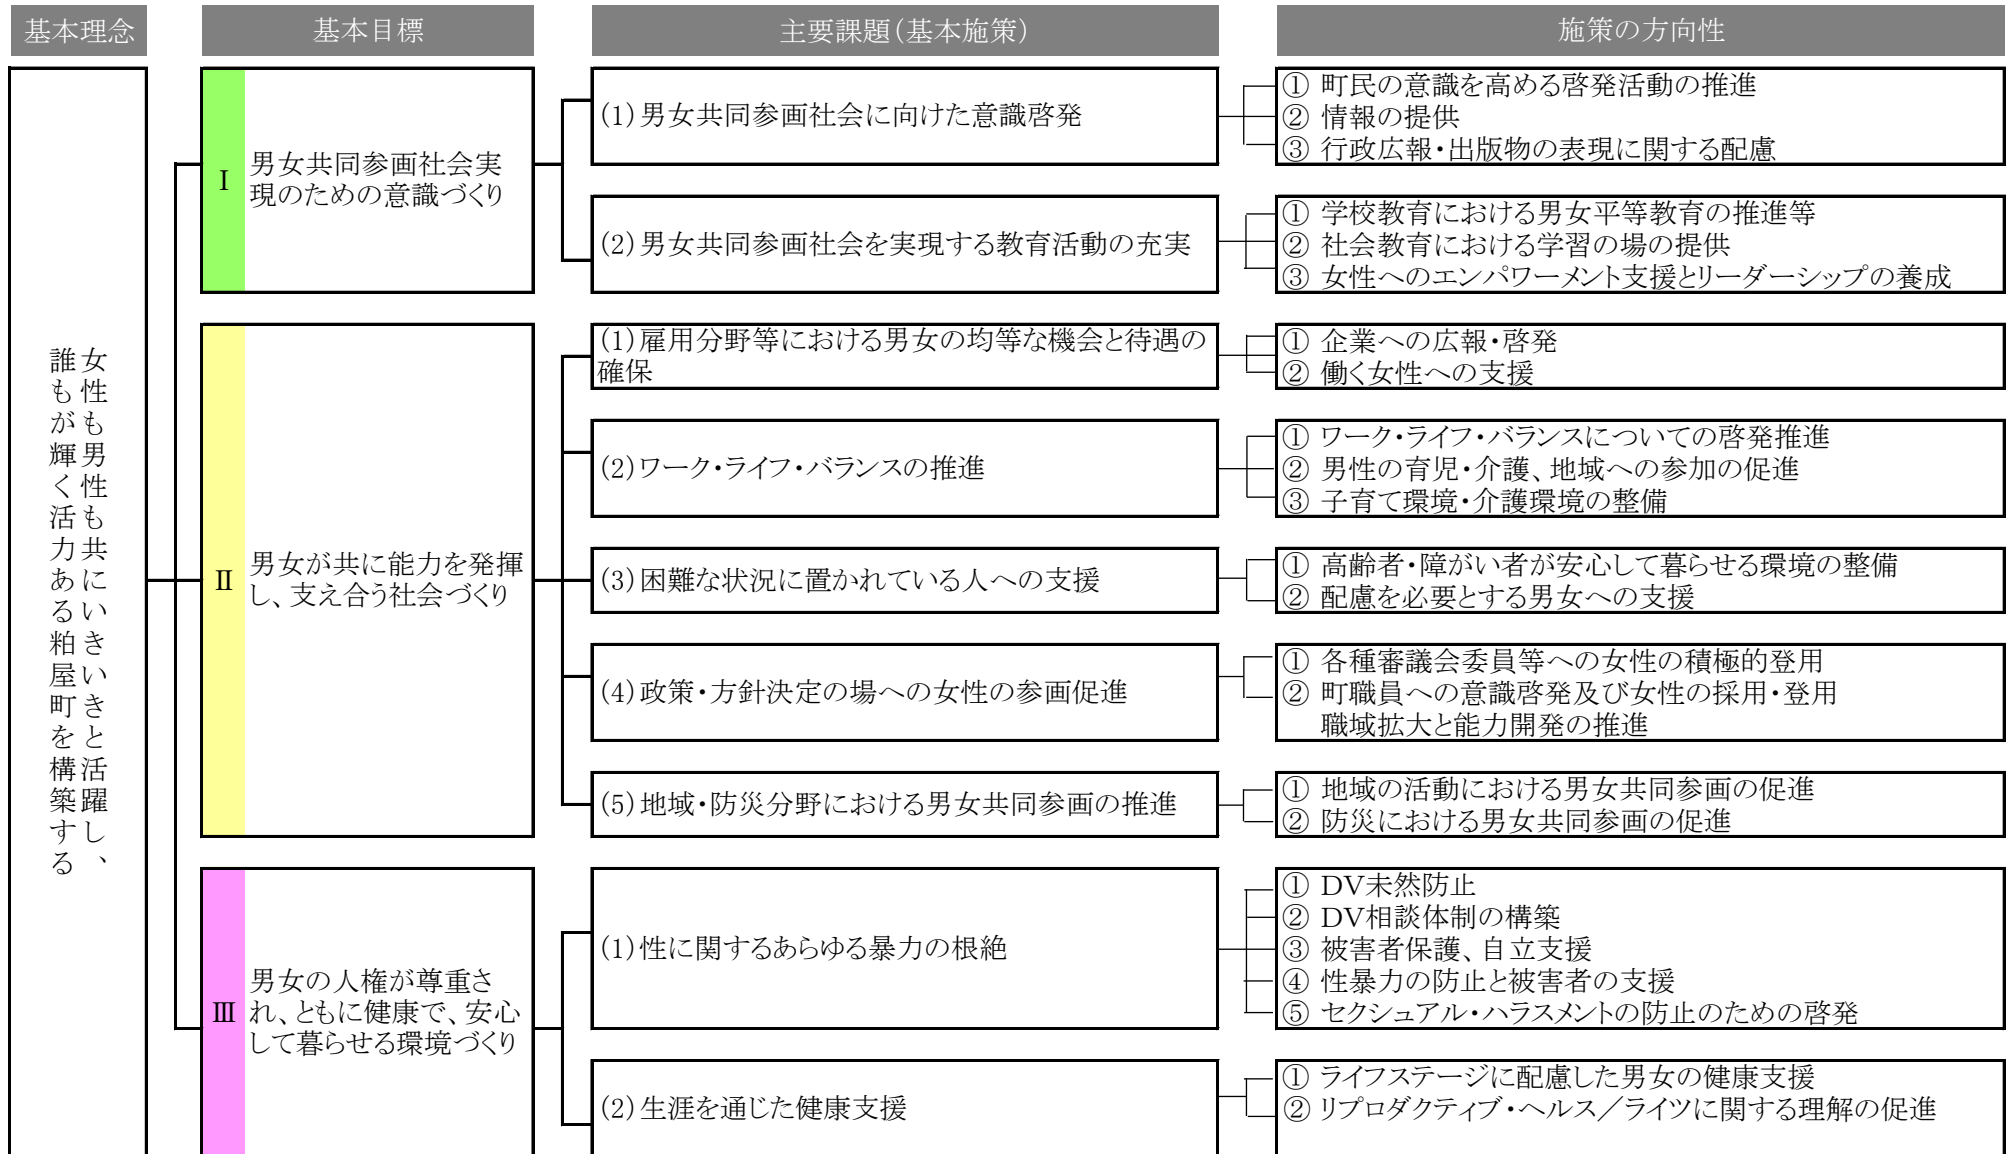 基本理念
基本目標
主要課題(基本施策)
施策の方向性
女性も男性も共にいきいきと活躍し、
誰もが輝く活力ある粕屋町を構築する
Ⅰ
男女共同参画社会実
現のための意識づくり
(1)男女共同参画社会に向けた意識啓発
① 町民の意識を高める啓発活動の推進
② 情報の提供
③ 行政広報・出版物の表現に関する配慮
(2)男女共同参画社会を実現する教育活動の充実
① 学校教育における男女平等教育の推進等
② 社会教育における学習の場の提供
③ 女性へのエンパワーメント支援とリーダーシップの養成
Ⅱ
男女が共に能力を発揮
し、支え合う社会づくり
(1)雇用分野等における男女の均等な機会と待遇の
確保
① 企業への広報・啓発
② 働く女性への支援
(2)ワーク・ライフ・バランスの推進
① ワーク・ライフ・バランスについての啓発推進
② 男性の育児・介護、地域への参加の促進
③ 子育て環境・介護環境の整備
(3)困難な状況に置かれている人への支援
① 高齢者・障がい者が安心して暮らせる環境の整備
② 配慮を必要とする男女への支援
(4)政策・方針決定の場への女性の参画促進
① 各種審議会委員等への女性の積極的登用
② 町職員への意識啓発及び女性の採用・登用
職域拡大と能力開発の推進
(5)地域・防災分野における男女共同参画の推進
① 地域の活動における男女共同参画の促進
② 防災における男女共同参画の促進
Ⅲ
男女の人権が尊重さ
れ、ともに健康で、安心
して暮らせる環境づくり
(1)性に関するあらゆる暴力の根絶
① DV未然防止
② DV相談体制の構築
③ 被害者保護、自立支援
④ 性暴力の防止と被害者の支援
⑤ セクシュアル・ハラスメントの防止のための啓発
(2)生涯を通じた健康支援
① ライフステージに配慮した男女の健康支援
② リプロダクティブ・ヘルス／ライツに関する理解の促進